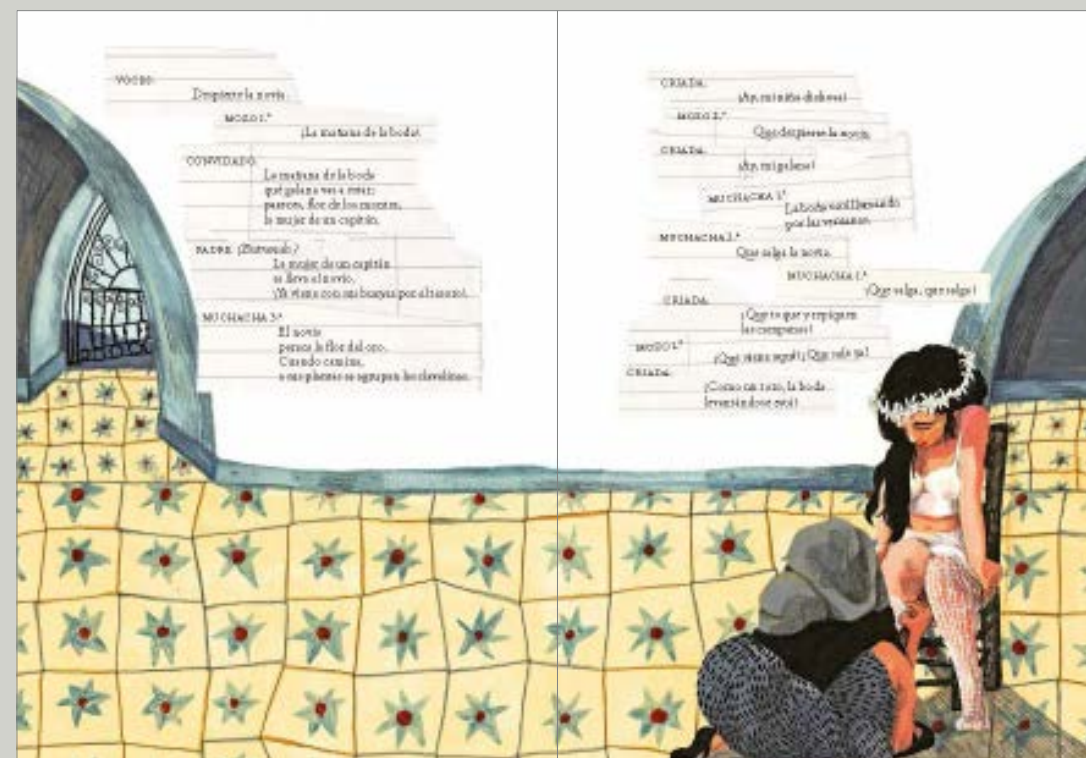 VOCES.
Despierte la novia.
MOZO 1.º
¡La mañana de la boda!
CONVIDADO.
La mañana de la boda
qué galana vas a estar;
pareces, flor de los montes,
la mujer de un capitán.
PADRE. (Entrando.)
La mujer de un capitán
se lleva el novio.
¡Ya viene con sus bueyes por el tesoro!
MUCHACHA 3.ª
El novio
parece la flor del oro.
Cuando camina,
a sus plantas se agrupan las clavelinas.
CRIADA.
¡Ay, mi niña dichosa!
MOZO 2.º
Que despierte la novia.
CRIADA.
¡Ay, mi galana!
MUCHACHA 1.ª
La boda está llamando
por las ventanas.
MUCHACHA 2.ª
Que salga la novia.
MUCHACHA 1.ª
¡Que salga, que salga!
CRIADA.
¡Que toquen y repiquen
las campanas!
MOZO 1.º
¡Que viene aquí! ¡Que sale ya!
CRIADA.
¡Como un toro, la boda
levantándose está!